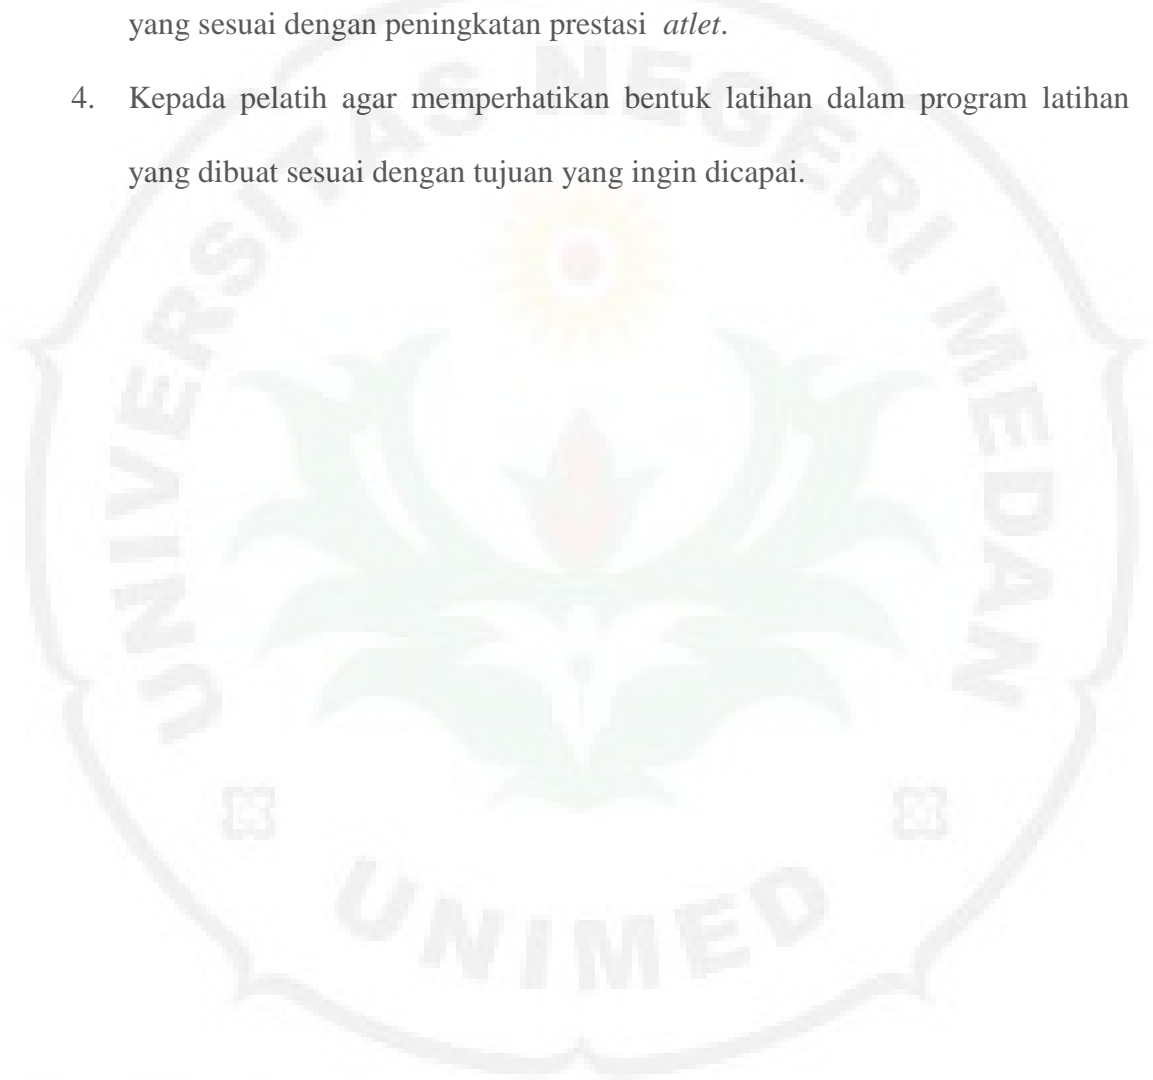 yang sesuai dengan peningkatan prestasi atlet.
4. Kepada pelatih agar memperhatikan bentuk latihan dalam program latihan
yang dibuat sesuai dengan tujuan yang ingin dicapai.
UNIVERSITAS NEGERI MEDAN
UNIMED